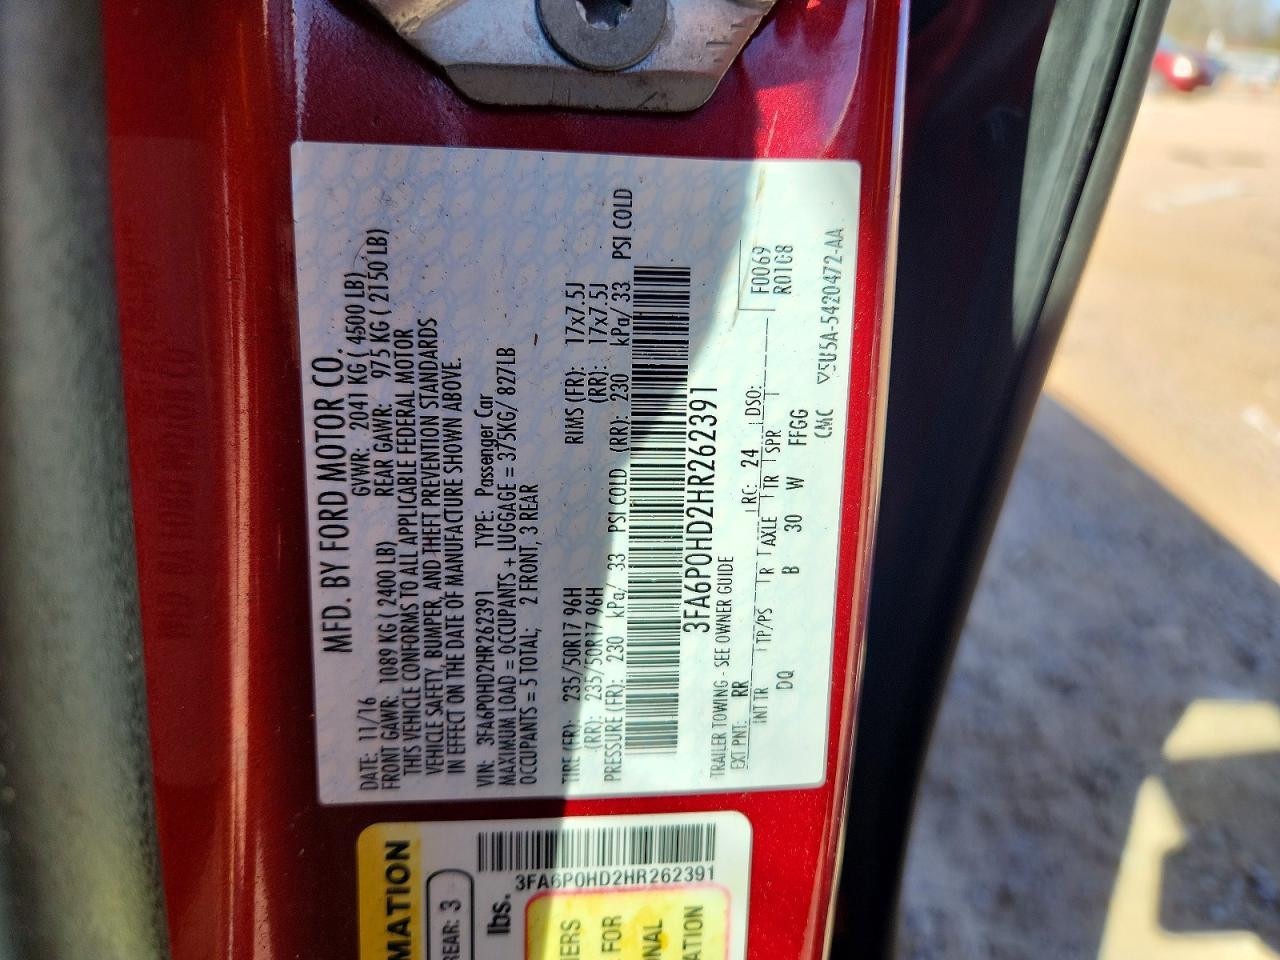 MFD. BY FORD MOTOR CO.
DATE: 11/16 GVWR: 2041 KG ( 4500 LB)
FRONT GAWR: 1089 KG ( 2400 LB) REAR GAWR: 975 KG ( 2150 LB)
THIS VEHICLE CONFORMS TO ALL APPLICABLE FEDERAL MOTOR
VEHICLE SAFETY, BUMPER, AND THEFT PREVENTION STANDARDS
IN EFFECT ON THE DATE OF MANUFACTURE SHOWN ABOVE.
VIN: 3FA6P0HD2HR262391 TYPE: Passenger Car
MAXIMUM LOAD = OCCUPANTS + LUGGAGE = 375KG/ 827LB
OCCUPANTS = 5 TOTAL; 2 FRONT, 3 REAR
TIRE (FR): 235/50R17 96H RIMS (FR): 17x7.5J
(RR): 235/50R17 96H (RR): 17x7.5J
PRESSURE (FR): 230 kPa/ 33 PSI COLD (RR): 230 kPa/ 33 PSI COLD
3FA6P0HD2HR262391
TRAILER TOWING - SEE OWNER GUIDE F0069
EXT PNT: RR RC: 24 DSO: R01G8
INT TR TP/PS R AXLE TR SPR
DQ B 30 W FFGG
CMC 5U5A-5420472-AA
MATION
REAR: 3
lbs.
3FA6P0HD2HR262391
IERS
FOR
NAL
ATION